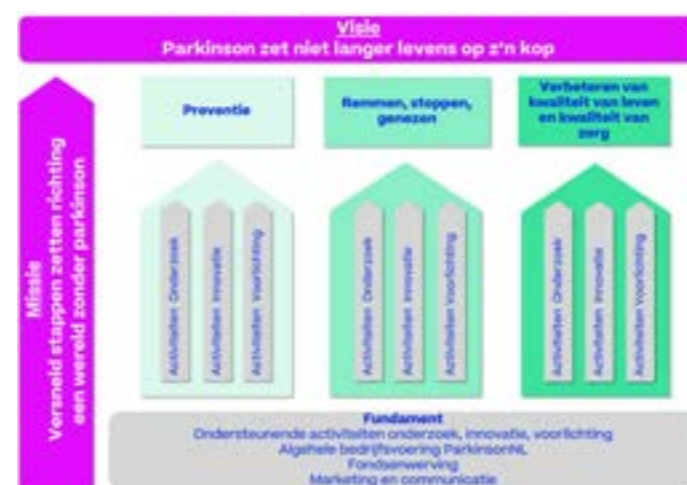 Visie
Parkinson zet niet langer levens op z'n kop
Missie
Versneld stappen zetten richting
een wereld zonder parkinson
Preventie
Remmen, stoppen,
genezen
Verbeteren van
kwaliteit van leven
en kwaliteit van
zorg
Activiteiten Onderzoek
Activiteiten Innovatie
Activiteiten Voorlichting
Activiteiten Onderzoek
Activiteiten Innovatie
Activiteiten Voorlichting
Activiteiten Onderzoek
Activiteiten Innovatie
Activiteiten Voorlichting
Fundament
Ondersteunende activiteiten onderzoek, innovatie, voorlichting
Algehele bedrijfsvoering ParkinsonNL
Fondsenwerving
Marketing en communicatie